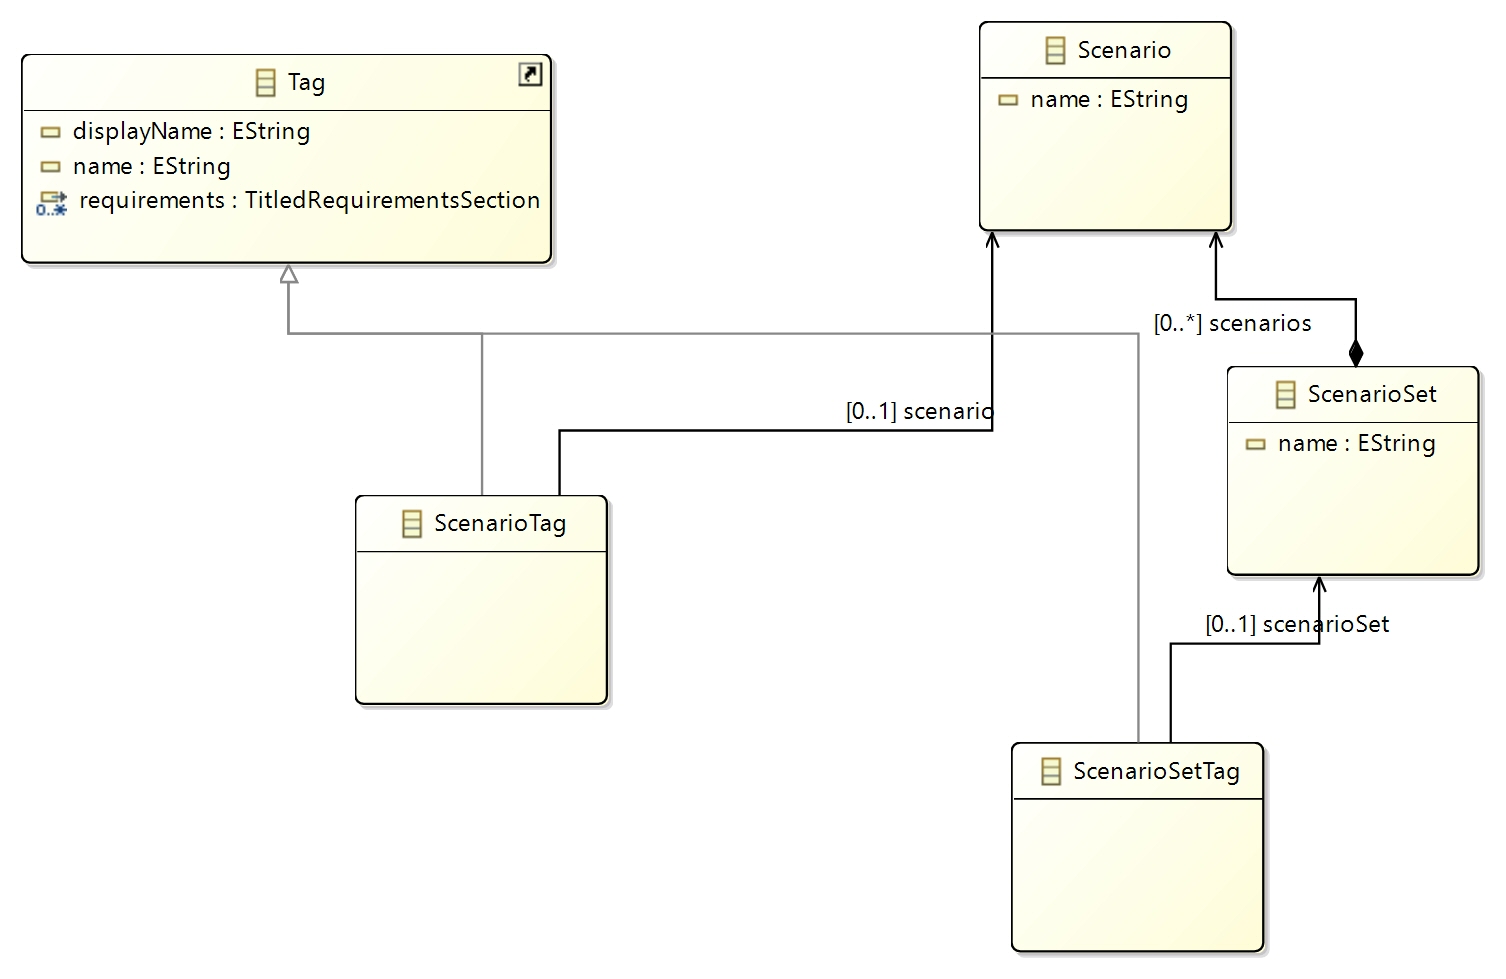 Tag
displayName : EString
name : EString
0..* requirements : TitledRequirementsSection
Scenario
name : EString
[0..*] scenarios
[0..1] scenario
ScenarioSet
name : EString
ScenarioTag
[0..1] scenarioSet
ScenarioSetTag